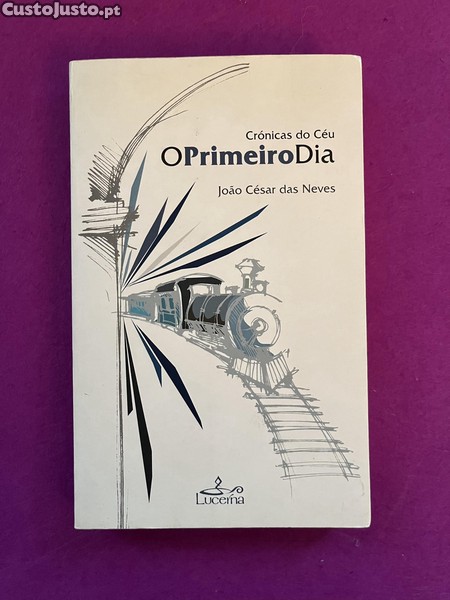 CustoJusto.pt
Crónicas do Céu
OPrimeiroDia
João César das Neves
Lucerna